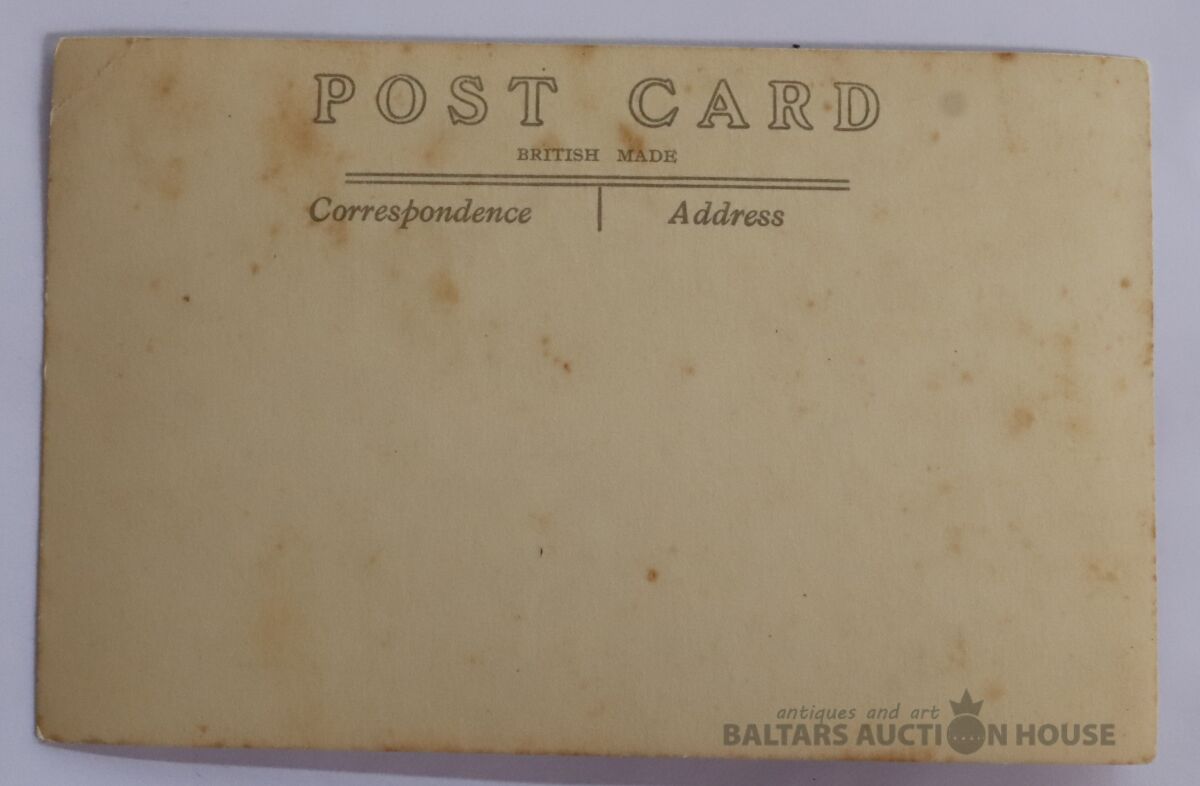 POST CARD
BRITISH MADE
Correspondence
Address
antiques and art
BALTARS AUCTION HOUSE